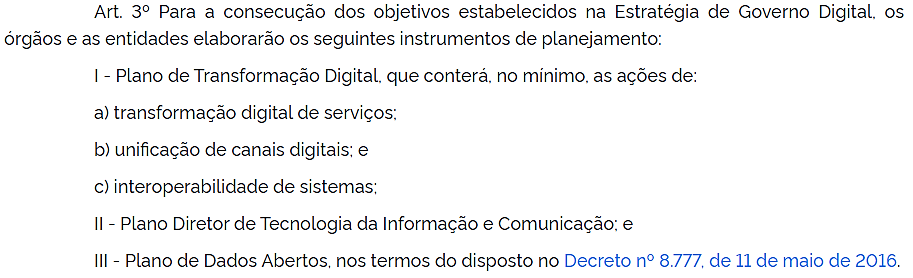 Art. 3º Para a consecução dos objetivos estabelecidos na Estratégia de Governo Digital, os
órgãos e as entidades elaborarão os seguintes instrumentos de planejamento:
I - Plano de Transformação Digital, que conterá, no mínimo, as ações de:
a) transformação digital de serviços;
b) unificação de canais digitais; e
c) interoperabilidade de sistemas;
II - Plano Diretor de Tecnologia da Informação e Comunicação; e
III - Plano de Dados Abertos, nos termos do disposto no Decreto nº 8.777, de 11 de maio de 2016.